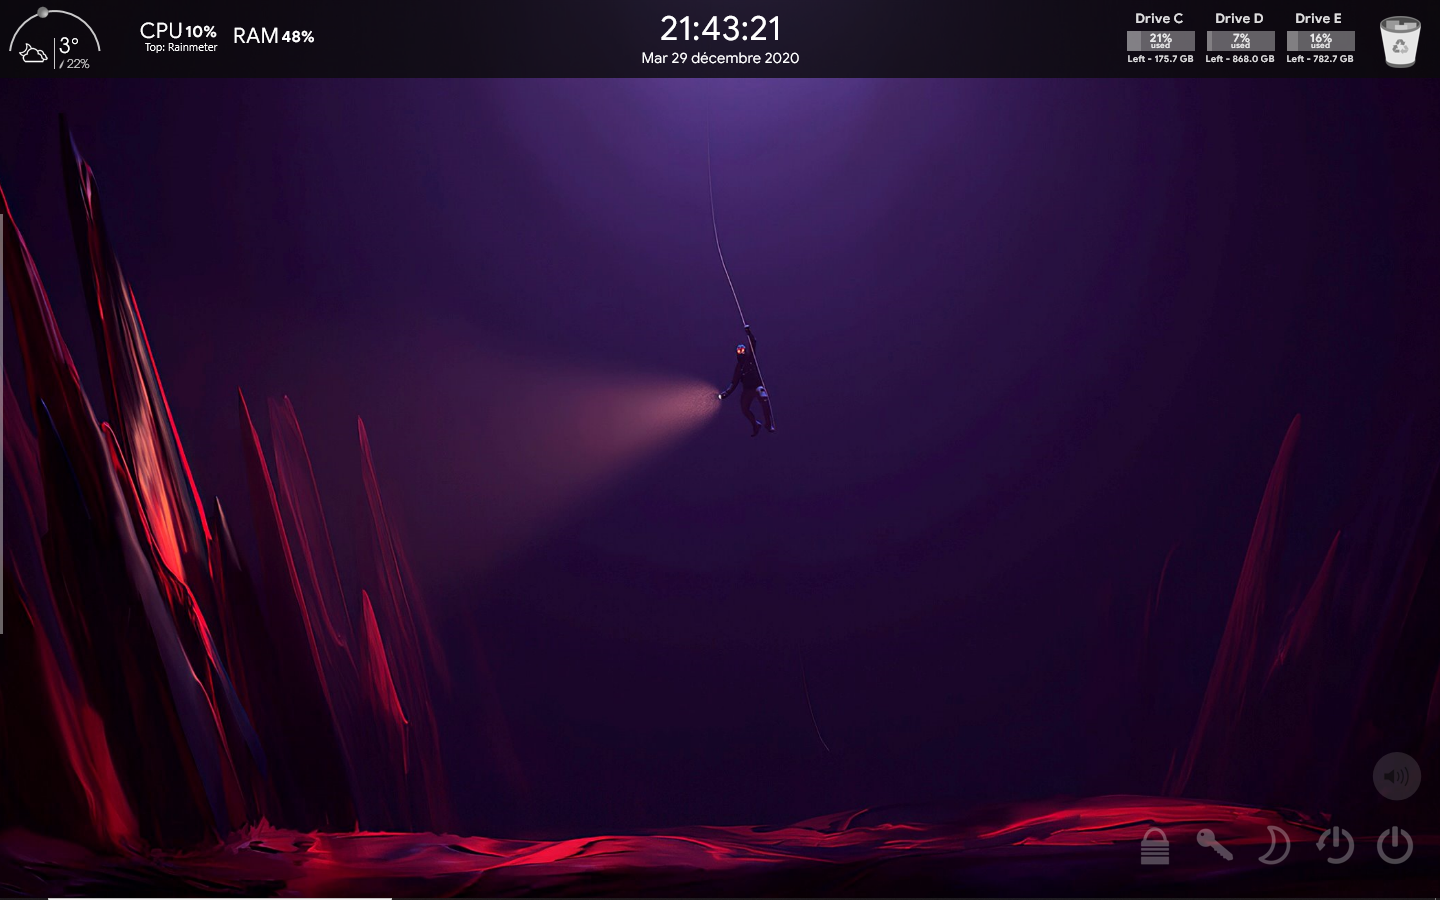 3°
22%
CPU 10%
Top: Rainmeter
RAM 48%
21:43:21
Mar 29 décembre 2020
Drive C
21%
used
Left - 175.7 GB
Drive D
7%
used
Left - 868.0 GB
Drive E
16%
used
Left - 782.7 GB